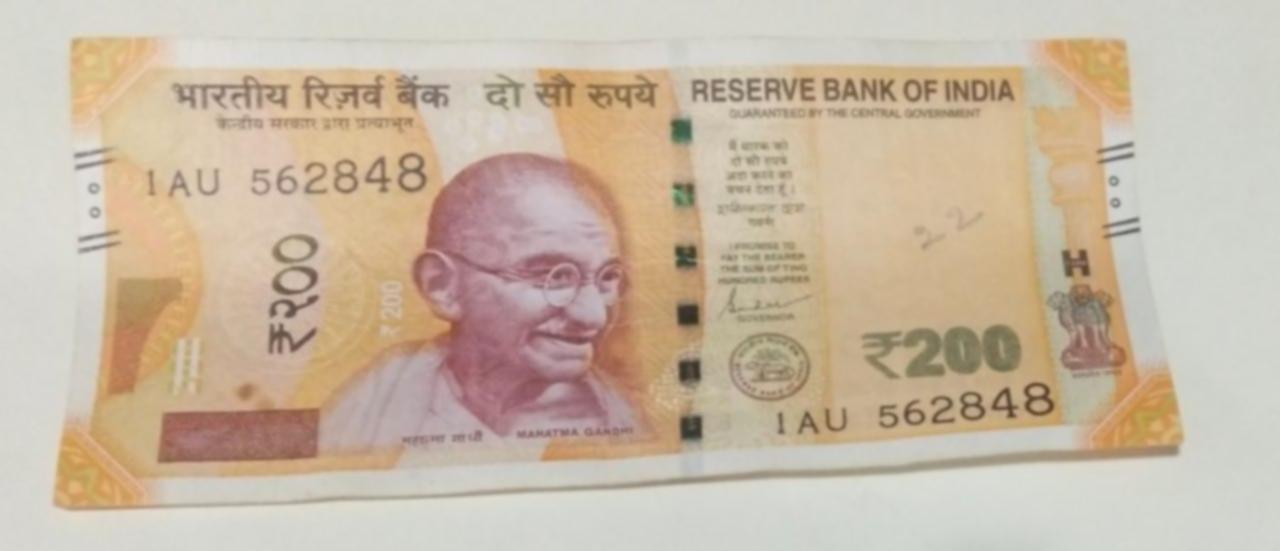 भारतीय रिज़र्व बैंक दो सौ रुपये RESERVE BANK OF INDIA
केन्द्रीय सरकार द्वारा प्रत्याभूत
GUARANTEED BY THE CENTRAL GOVERNMENT
1AU 562848
₹२००
₹200
महात्मा गांधी MAHATMA GANDHI
मैं धारक को
दो सौ रुपये
अदा करने का
वचन देता हूँ।
I PROMISE TO
PAY THE BEARER
THE SUM OF TWO
HUNDRED RUPEES
GOVERNOR
22
H
₹200
1AU 562848